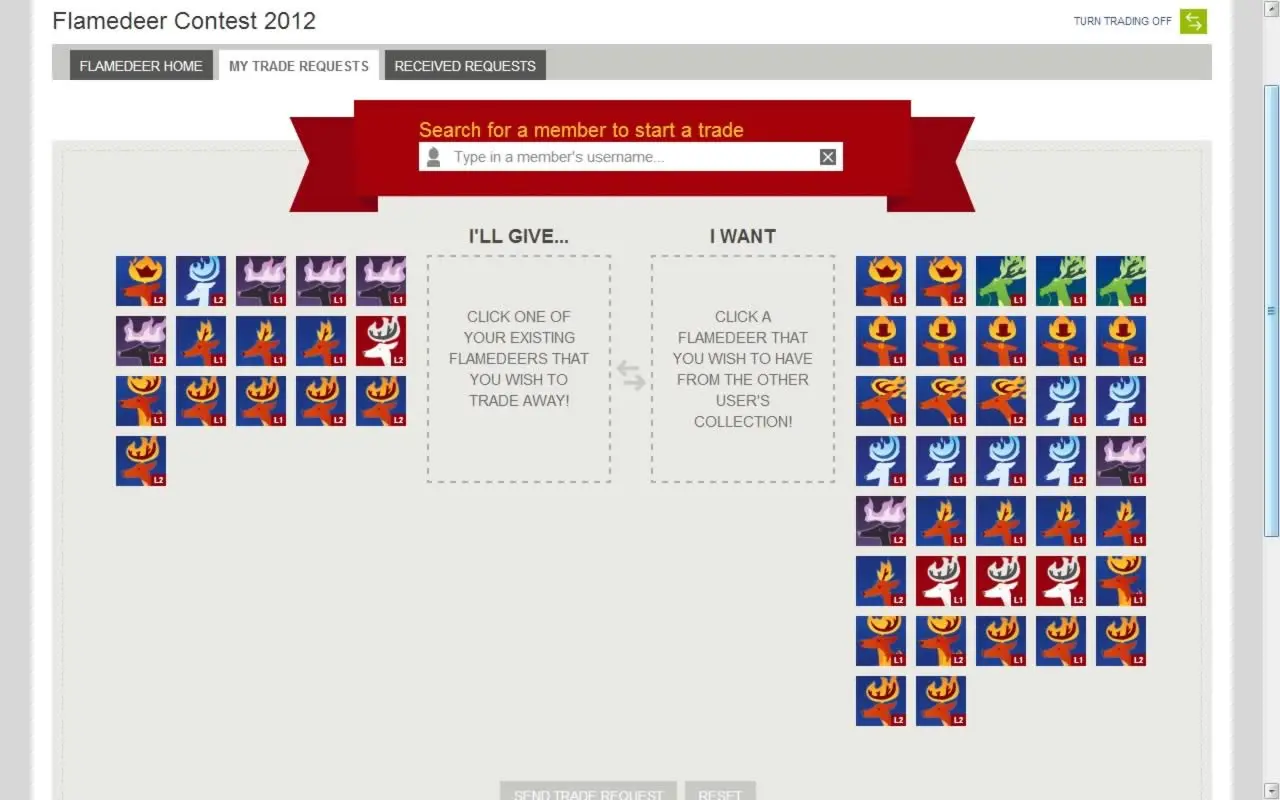 Flamedeer Contest 2012
TURN TRADING OFF
FLAMEDEER HOME
MY TRADE REQUESTS
RECEIVED REQUESTS
Search for a member to start a trade
Type in a member's username...
I'LL GIVE...
I WANT
CLICK ONE OF
YOUR EXISTING
FLAMEDEERS THAT
YOU WISH TO
TRADE AWAY!
CLICK A
FLAMEDEER THAT
YOU WISH TO HAVE
FROM THE OTHER
USER'S
COLLECTION!
L2 L2 L1 L1 L1
L2 L1 L1 L1 L2
L1 L1 L1 L2 L2
L2
L1 L2 L1 L1 L1
L1 L1 L1 L1 L2
L1 L1 L2 L1 L1
L1 L1 L1 L2 L1
L2 L1 L1 L1 L1
L2 L1 L1 L2 L1
L1 L2 L1 L1 L2
L2 L2
SEND TRADE REQUEST
RESET